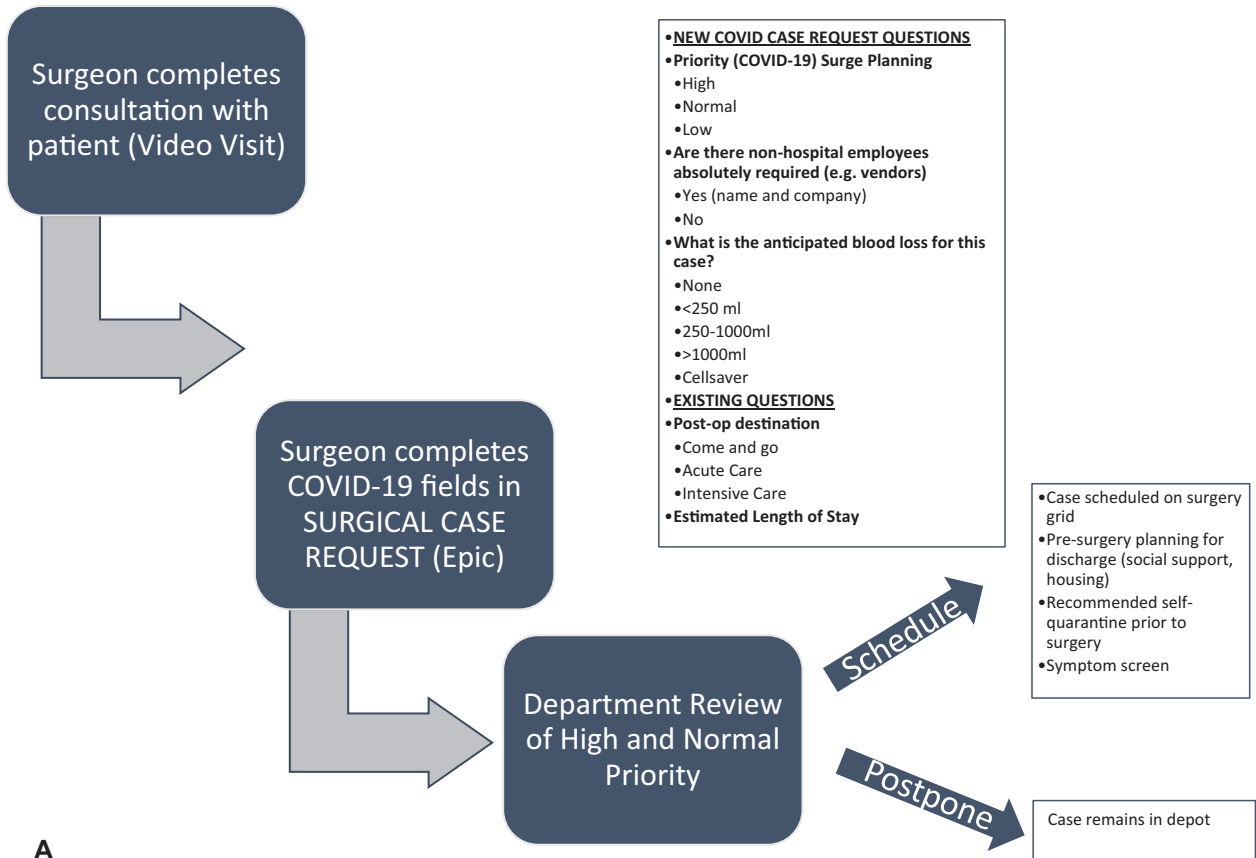 Surgeon completes
consultation with
patient (Video Visit)
•NEW COVID CASE REQUEST QUESTIONS
•Priority (COVID-19) Surge Planning
•High
•Normal
•Low
•Are there non-hospital employees
absolutely required (e.g. vendors)
•Yes (name and company)
•No
•What is the anticipated blood loss for this
case?
•None
•<250 ml
•250-1000ml
•>1000ml
•Cellsaver
•EXISTING QUESTIONS
•Post-op destination
•Come and go
•Acute Care
•Intensive Care
•Estimated Length of Stay
Surgeon completes
COVID-19 fields in
SURGICAL CASE
REQUEST (Epic)
Department Review
of High and Normal
Priority
Schedule
•Case scheduled on surgery
grid
•Pre-surgery planning for
discharge (social support,
housing)
•Recommended self-
quarantine prior to
surgery
•Symptom screen
Postpone
Case remains in depot
A